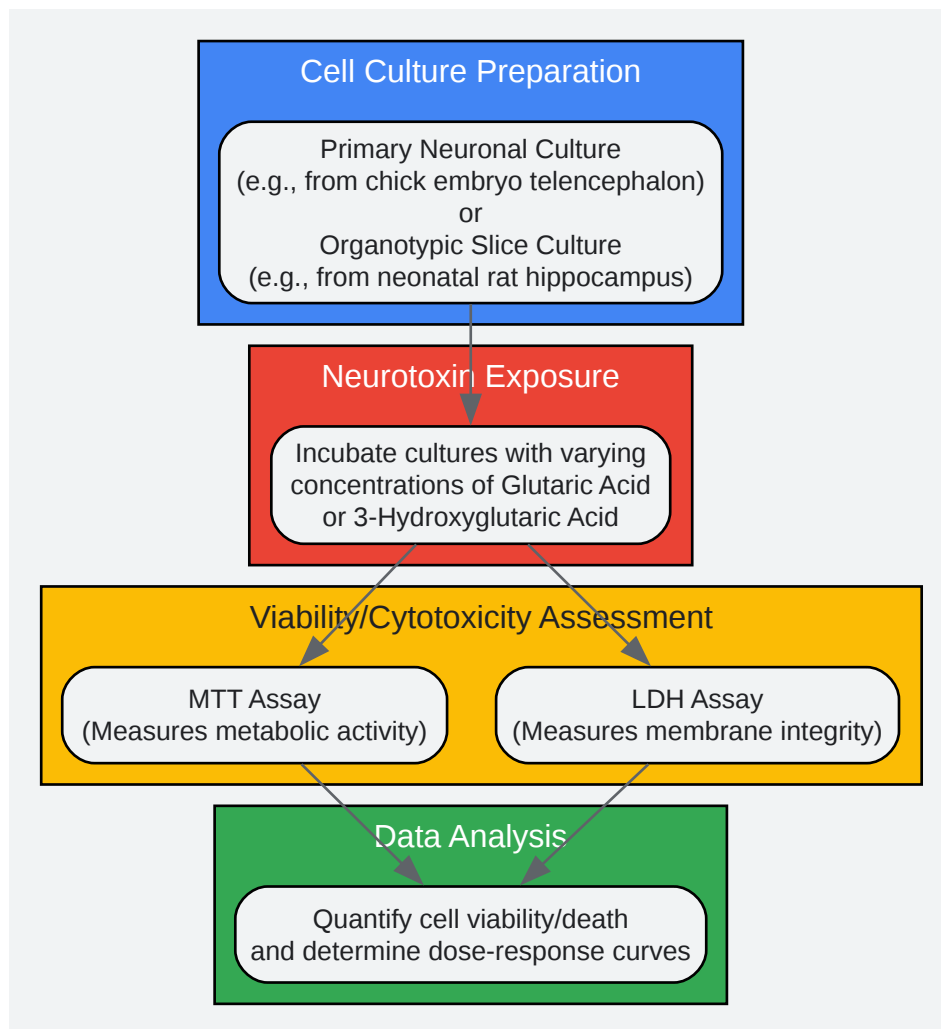 Cell Culture Preparation
Primary Neuronal Culture
(e.g., from chick embryo telencephalon)
or
Organotypic Slice Culture
(e.g., from neonatal rat hippocampus)
Neurotoxin Exposure
Incubate cultures with varying
concentrations of Glutaric Acid
or 3-Hydroxyglutaric Acid
Viability/Cytotoxicity Assessment
MTT Assay
(Measures metabolic activity)
LDH Assay
(Measures membrane integrity)
Data Analysis
Quantify cell viability/death
and determine dose-response curves